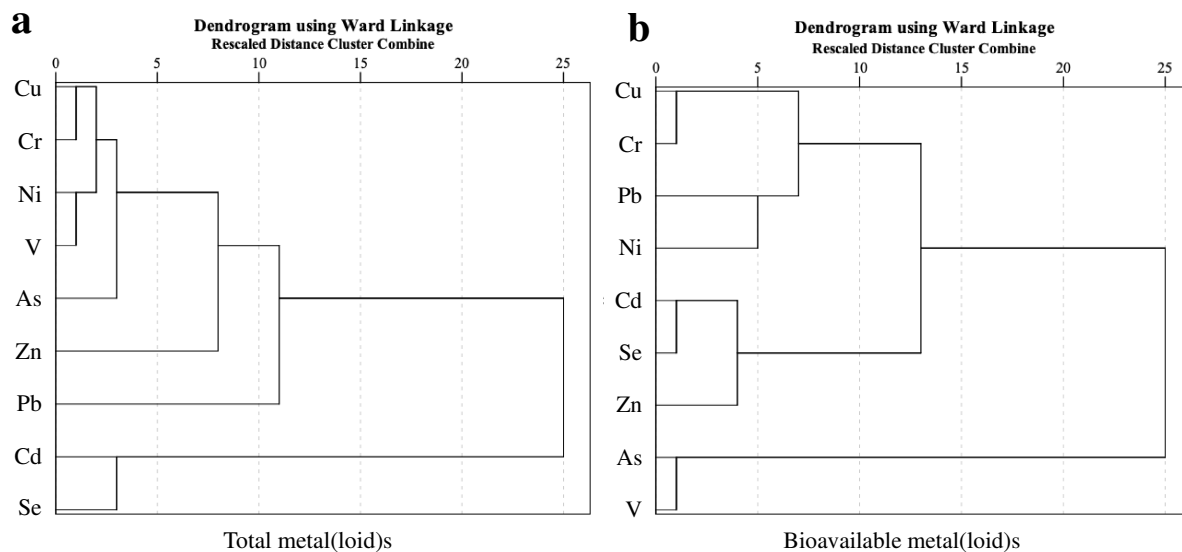 a
Dendrogram using Ward Linkage
Rescaled Distance Cluster Combine
0 5 10 15 20 25
Cu
Cr
Ni
V
As
Zn
Pb
Cd
Se
Total metal(loid)s
b
Dendrogram using Ward Linkage
Rescaled Distance Cluster Combine
0 5 10 15 20 25
Cu
Cr
Pb
Ni
Cd
Se
Zn
As
V
Bioavailable metal(loid)s